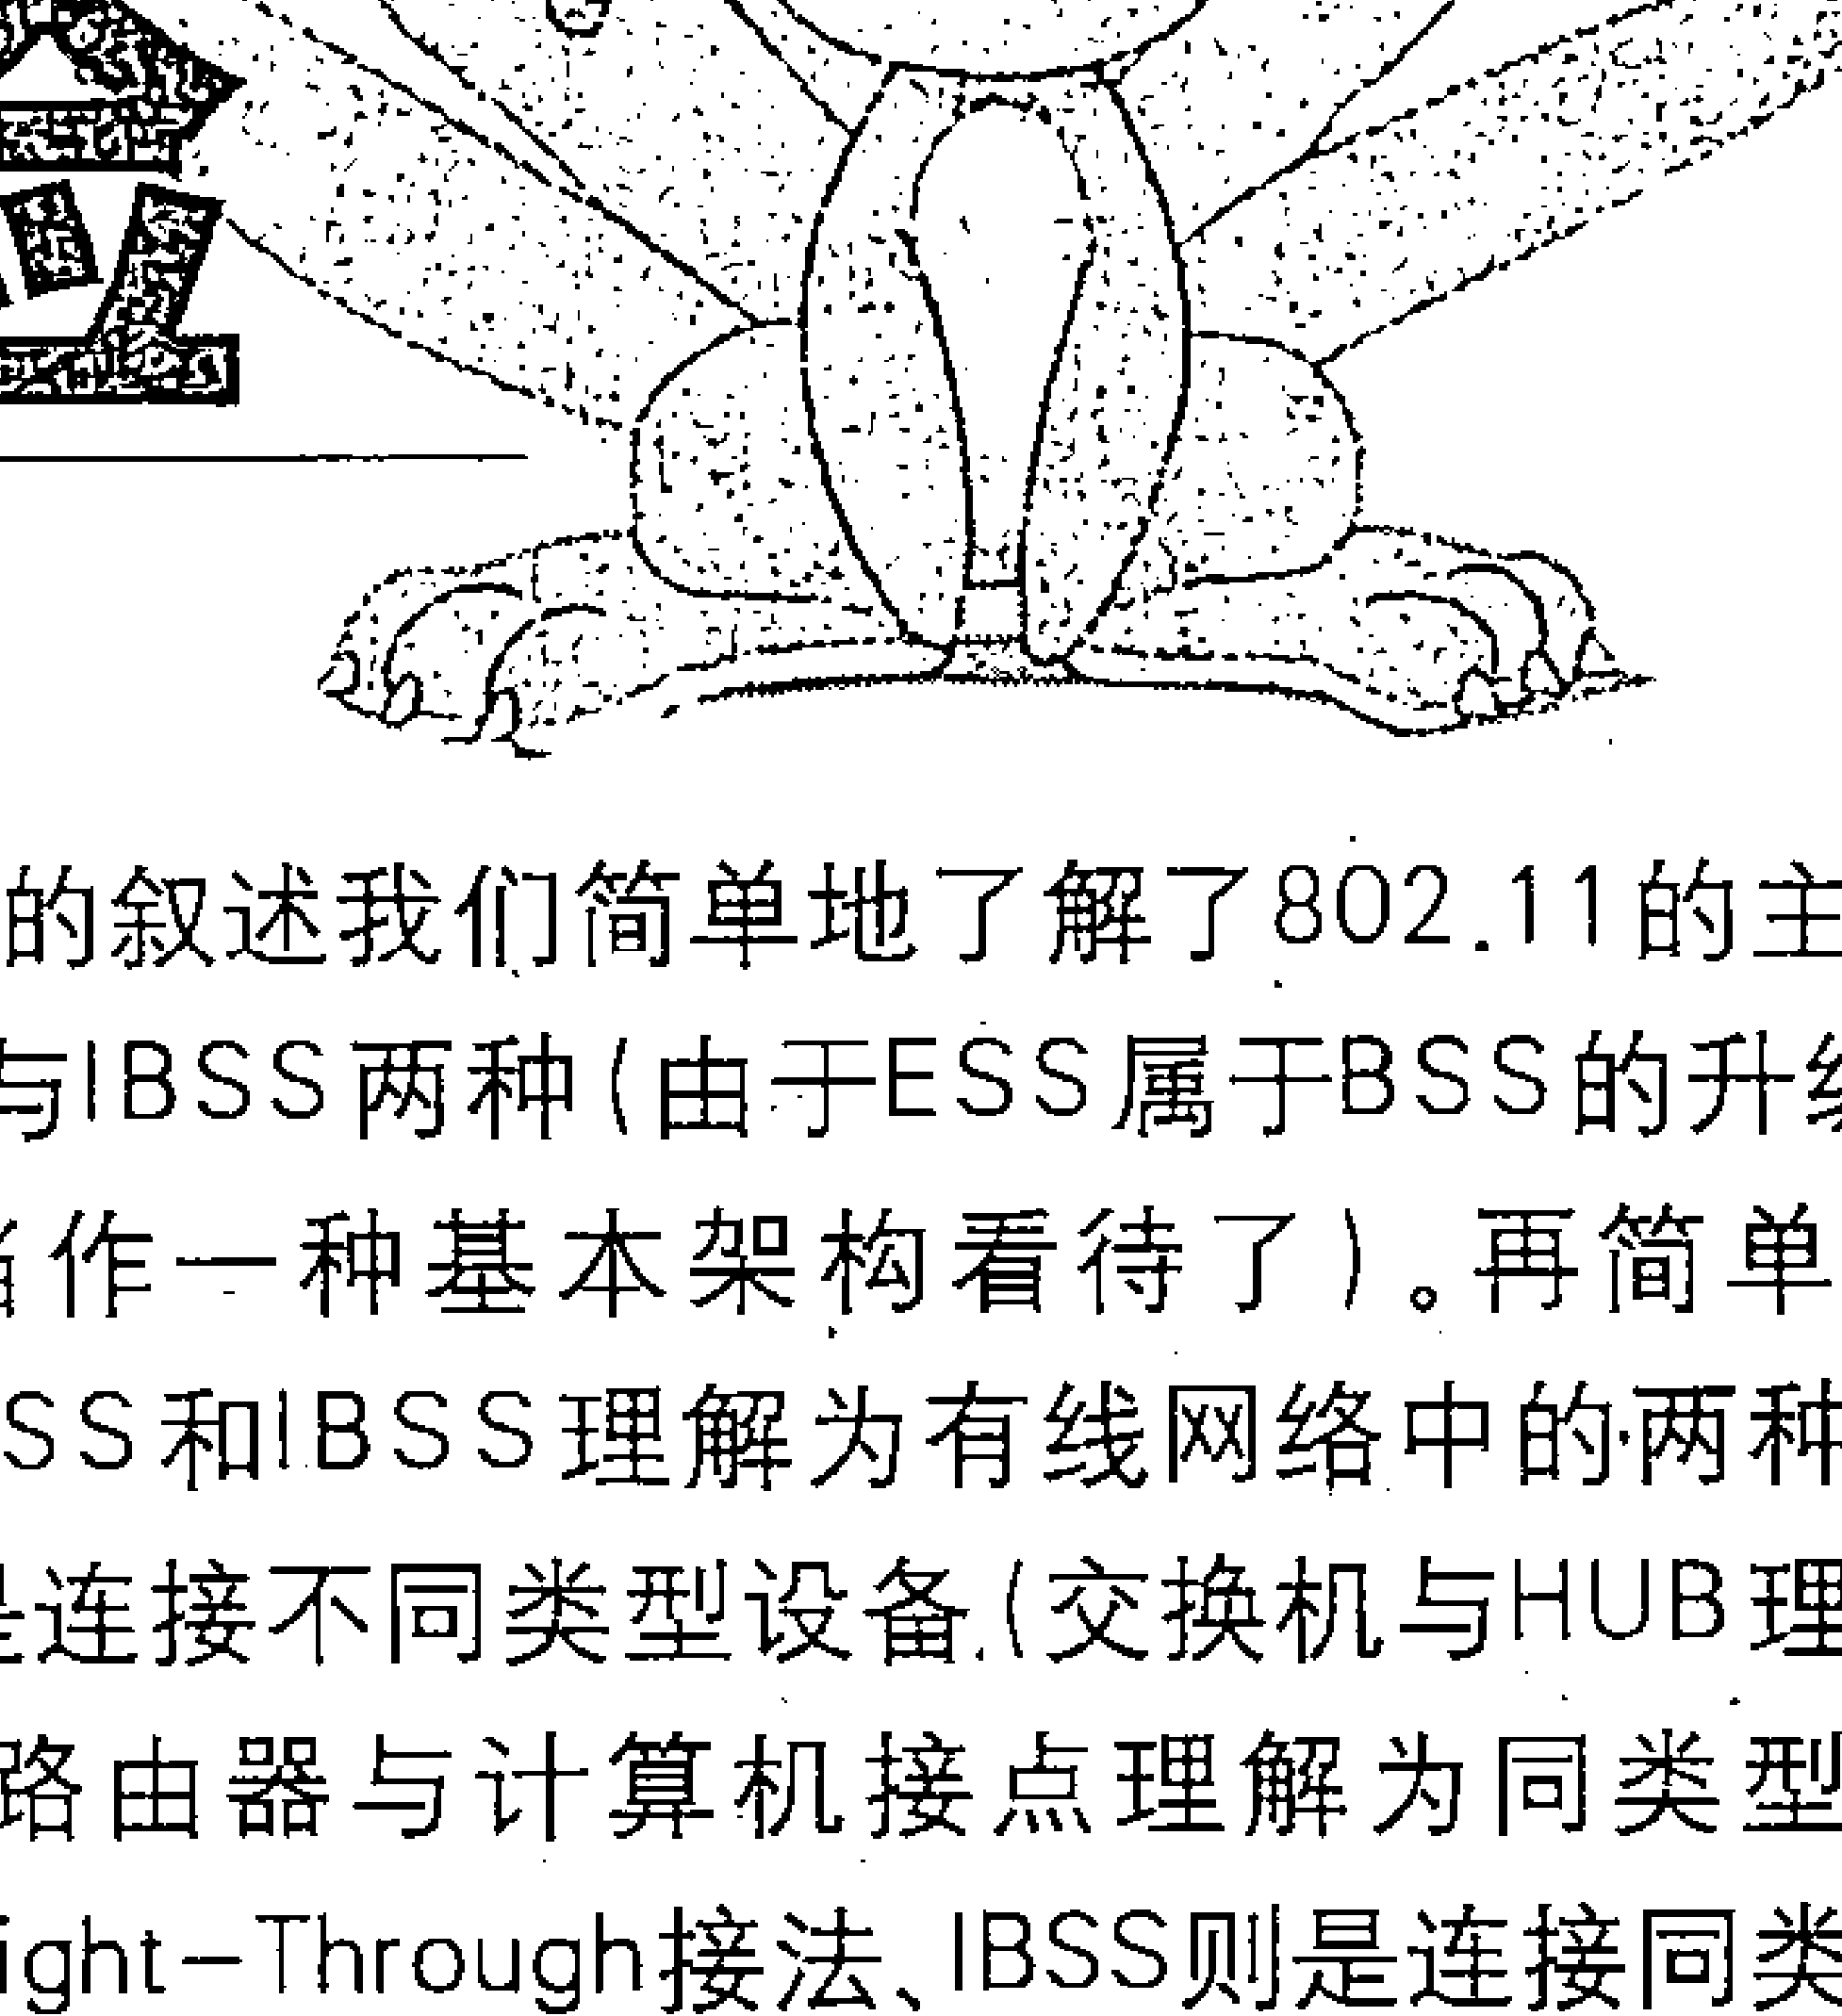 的叙述我们简单地了解了802.11的主
与IBSS两种(由于ESS属于BSS的升
作一种基本架构看待了)。再简单
SS和IBSS理解为有线网络中的两种
连接不同类型设备(交换机与HUB理
路由器与计算机接点理解为同类型
ight-Through接法、IBSS则是连接同类